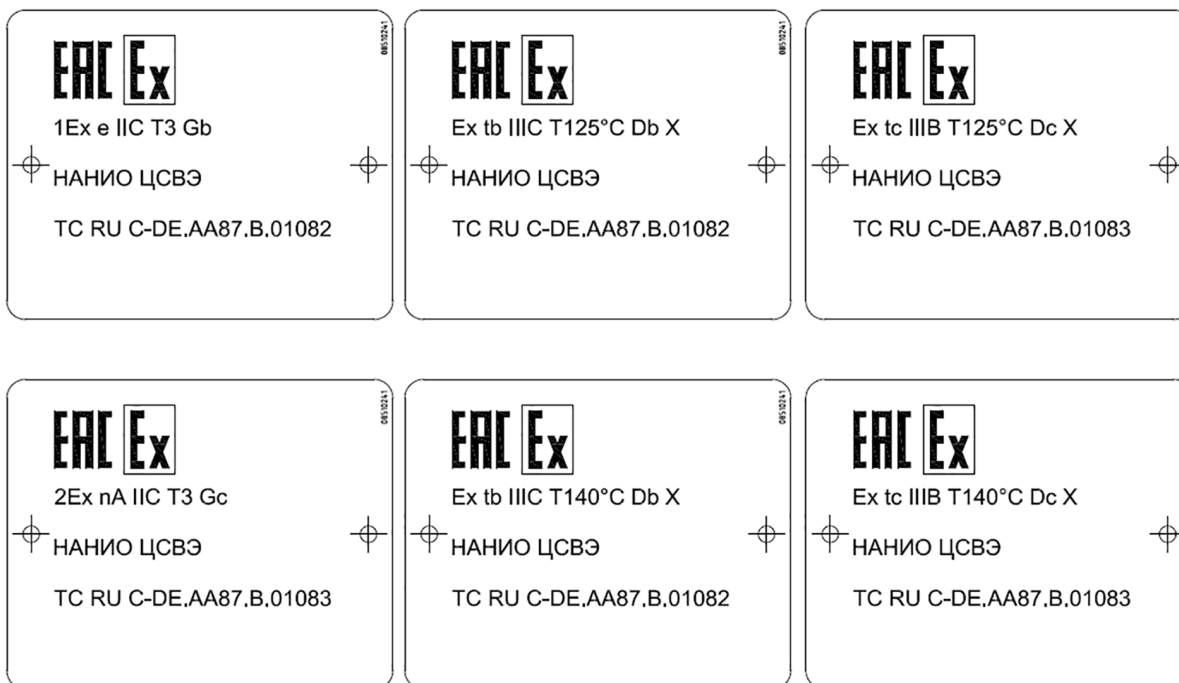 08510241
EAC Ex
1Ex e IIC T3 Gb
НАНИО ЦСВЭ
TC RU C-DE.AA87.B.01082
08510241
EAC Ex
Ex tb IIIC T125°C Db X
НАНИО ЦСВЭ
TC RU C-DE.AA87.B.01082
EAC Ex
Ex tc IIIB T125°C Dc X
НАНИО ЦСВЭ
TC RU C-DE.AA87.B.01083
08510241
EAC Ex
2Ex nA IIC T3 Gc
НАНИО ЦСВЭ
TC RU C-DE.AA87.B.01083
08510241
EAC Ex
Ex tb IIIC T140°C Db X
НАНИО ЦСВЭ
TC RU C-DE.AA87.B.01082
EAC Ex
Ex tc IIIB T140°C Dc X
НАНИО ЦСВЭ
TC RU C-DE.AA87.B.01083